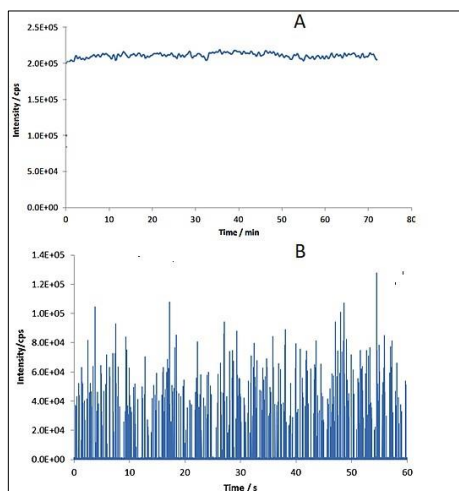 A
Intensity / cps
2.5E+05
2.0E+05
1.5E+05
1.0E+05
5.0E+04
0.0E+00
0 10 20 30 40 50 60 70 80
Time / min
B
Intensity/cps
1.4E+05
1.2E+05
1.0E+05
8.0E+04
6.0E+04
4.0E+04
2.0E+04
0.0E+00
0 10 20 30 40 50 60
Time / s